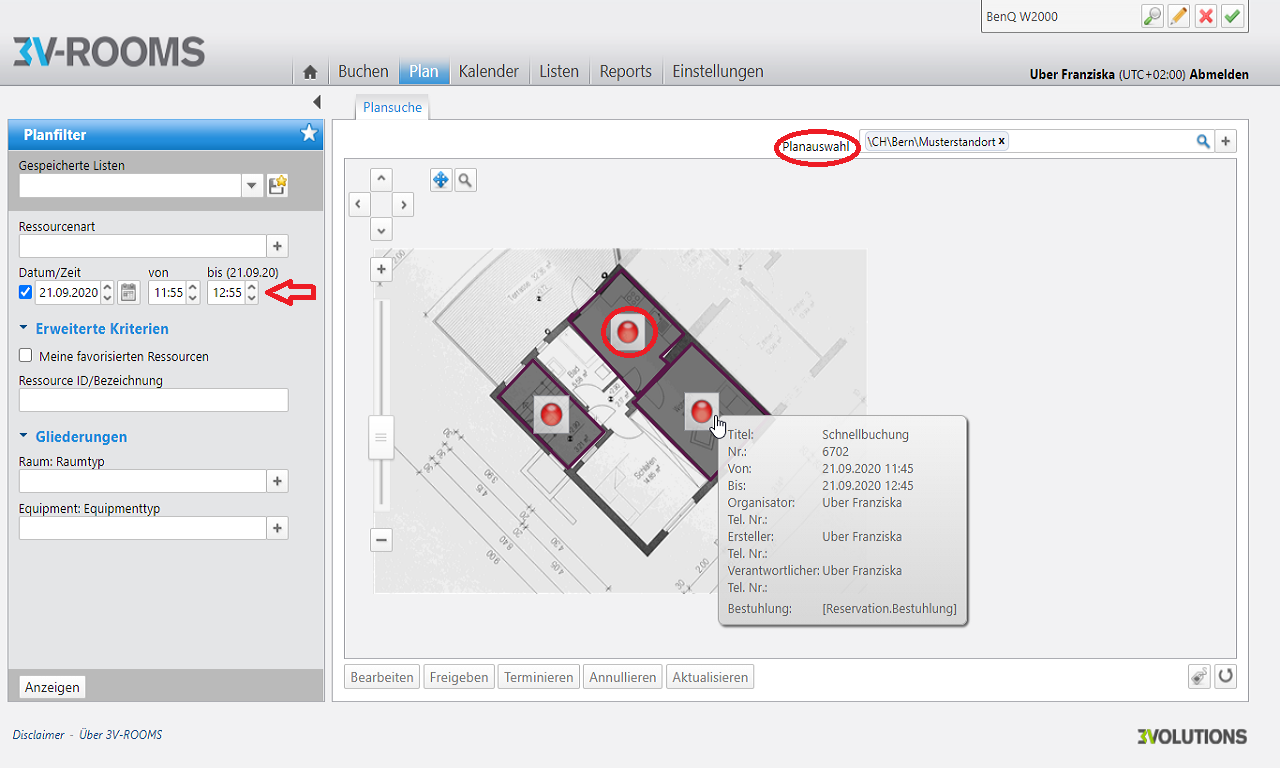 BenQ W2000
3V-ROOMS
Buchen Plan Kalender Listen Reports Einstellungen
Uber Franziska (UTC+02:00) Abmelden
Plansuche
Planfilter
Planauswahl \CH\Bern\Musterstandort x
Gespeicherte Listen
Ressourcenart
Datum/Zeit von bis (21.09.20)
21.09.2020 11:55 12:55
Erweiterte Kriterien
Meine favorisierten Ressourcen
Ressource ID/Bezeichnung
Gliederungen
Raum: Raumtyp
Equipment: Equipmenttyp
Anzeigen
Bad
Schlafen
Titel: Schnellbuchung
Nr.: 6702
Von: 21.09.2020 11:45
Bis: 21.09.2020 12:45
Organisator: Uber Franziska
Tel. Nr.:
Ersteller: Uber Franziska
Tel. Nr.:
Verantwortlicher: Uber Franziska
Tel. Nr.:
Bestuhlung: [Reservation.Bestuhlung]
Bearbeiten Freigeben Terminieren Annullieren Aktualisieren
Disclaimer - Über 3V-ROOMS
3VOLUTIONS